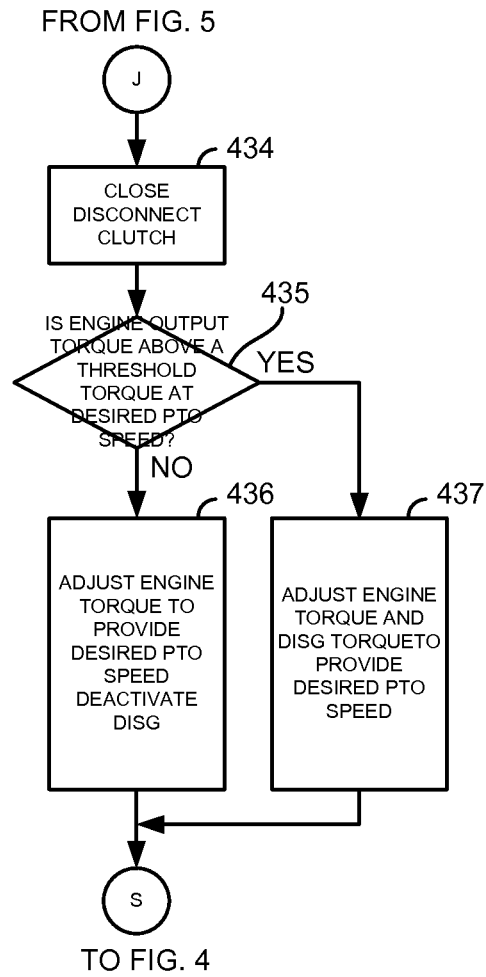 FROM FIG. 5
J
434
CLOSE
DISCONNECT
CLUTCH
435
IS ENGINE OUTPUT
TORQUE ABOVE A
THRESHOLD
TORQUE AT
DESIRED PTO
SPEED?
YES
NO
436
ADJUST ENGINE
TORQUE TO
PROVIDE
DESIRED PTO
SPEED
DEACTIVATE
DISG
437
ADJUST ENGINE
TORQUE AND
DISG TORQUETO
PROVIDE
DESIRED PTO
SPEED
S
TO FIG. 4